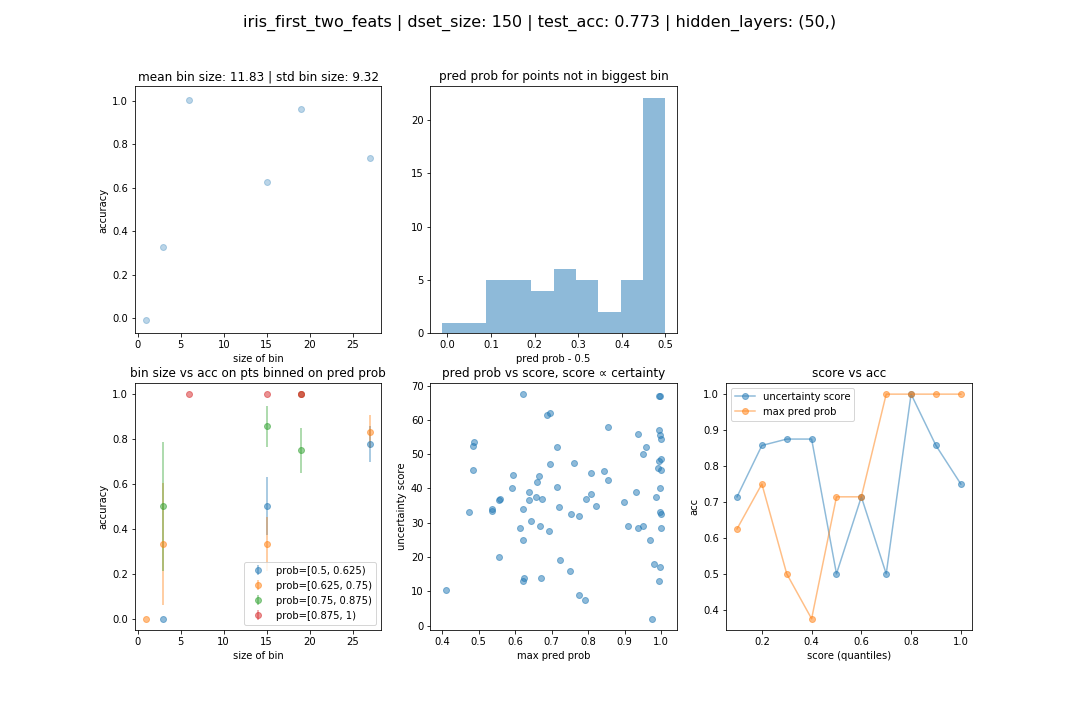 iris_first_two_feats | dset_size: 150 | test_acc: 0.773 | hidden_layers: (50,)
mean bin size: 11.83 | std bin size: 9.32
1.0
0.8
0.6
0.4
0.2
0.0
accuracy
0 5 10 15 20 25
size of bin
pred prob for points not in biggest bin
20
15
10
5
0
0.0 0.1 0.2 0.3 0.4 0.5
pred prob - 0.5
bin size vs acc on pts binned on pred prob
1.0
0.8
0.6
0.4
0.2
0.0
accuracy
prob=[0.5, 0.625)
prob=[0.625, 0.75)
prob=[0.75, 0.875)
prob=[0.875, 1)
0 5 10 15 20 25
size of bin
pred prob vs score, score ∝ certainty
70
60
50
40
30
20
10
0
uncertainty score
0.4 0.5 0.6 0.7 0.8 0.9 1.0
max pred prob
score vs acc
uncertainty score
max pred prob
1.0
0.9
0.8
0.7
0.6
0.5
0.4
acc
0.2 0.4 0.6 0.8 1.0
score (quantiles)